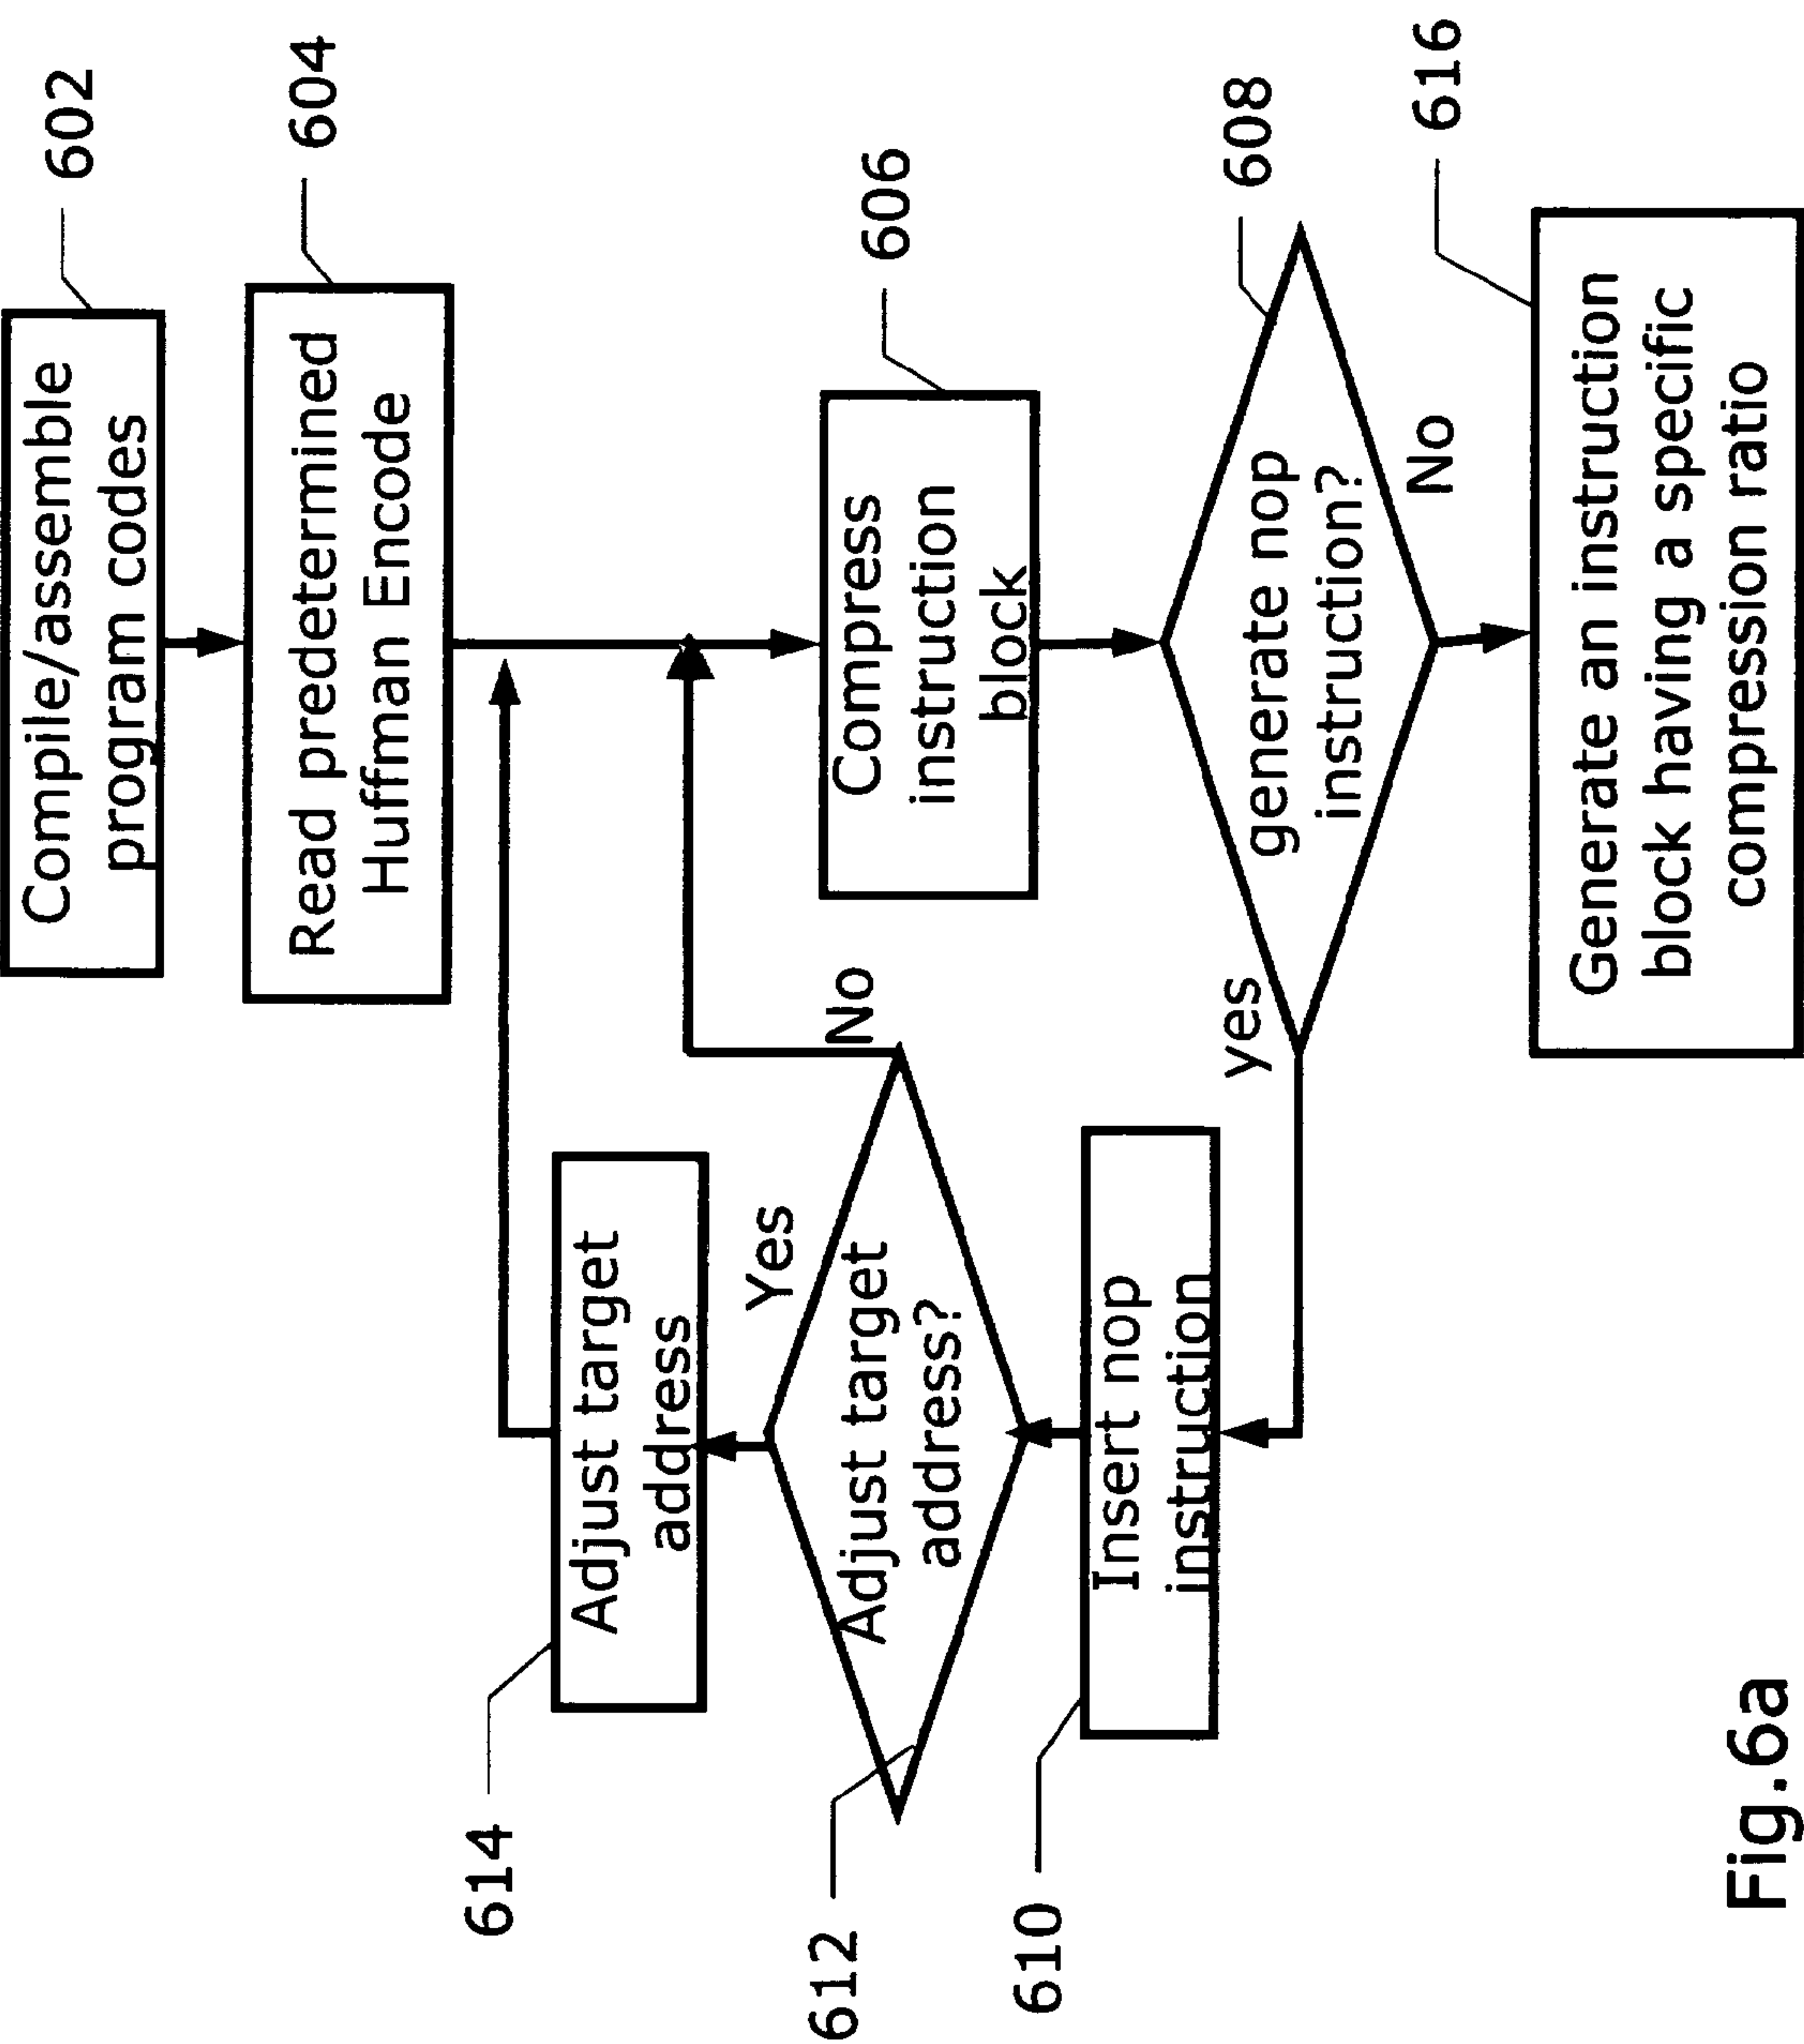 Compile/assemble
program codes
602
Read predetermined
Huffman Encode
604
614
Adjust target
address
Yes
No
612
Adjust target
address?
Compress
instruction
block
606
610
Insert nop
instruction
yes
generate nop
instruction?
608
No
Generate an instruction
block having a specific
compression ratio
616
Fig.6a